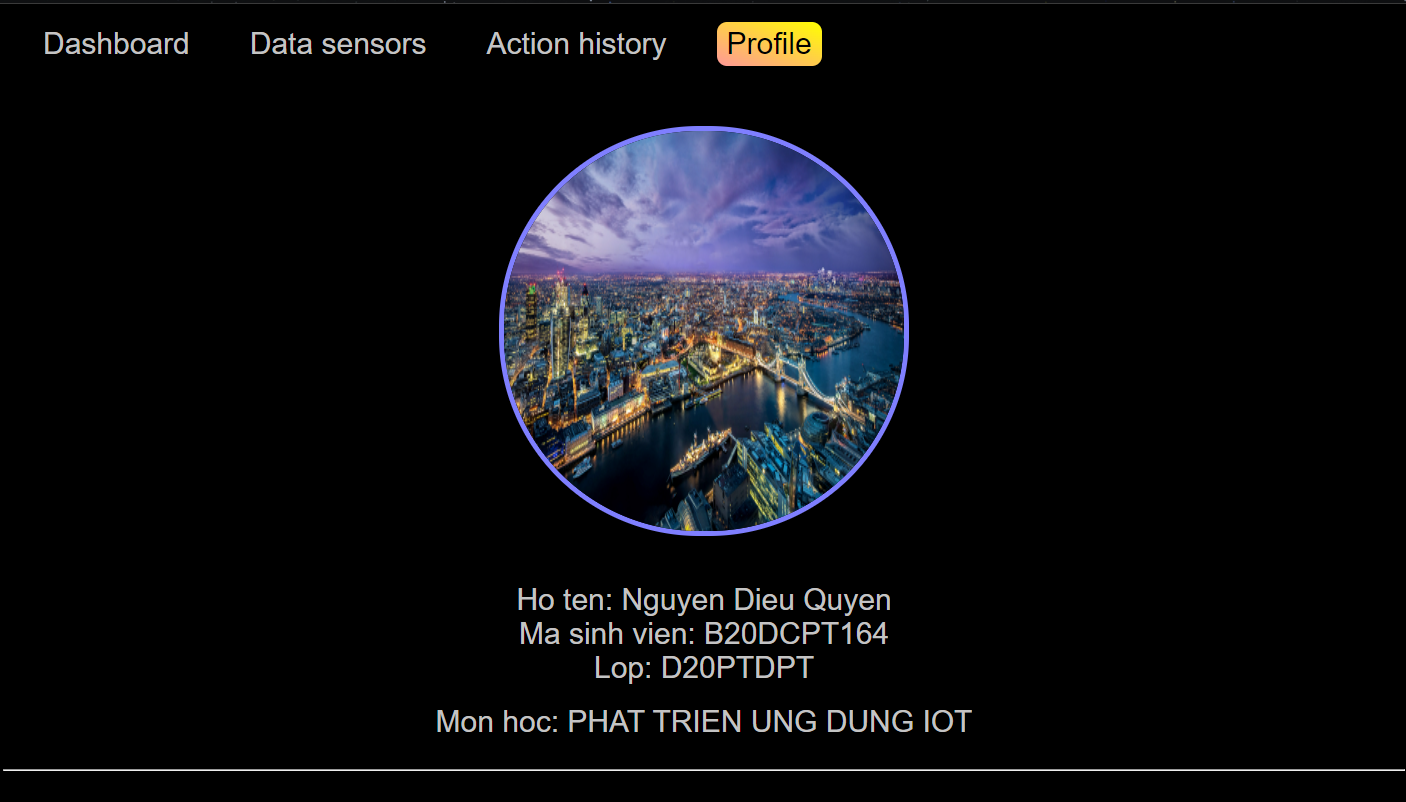 Dashboard Data sensors Action history Profile
Ho ten: Nguyen Dieu Quyen
Ma sinh vien: B20DCPT164
Lop: D20PTDPT
Mon hoc: PHAT TRIEN UNG DUNG IOT